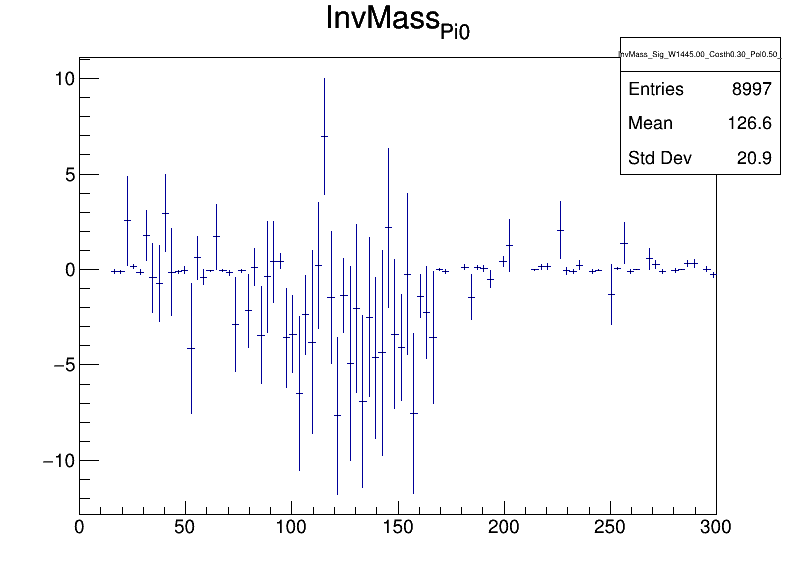 InvMass_Pi0
InvMass_Sig_W1445.00_Costh0.30_Pol0.50_
Entries 8997
Mean 126.6
Std Dev 20.9
10
5
0
−5
−10
0 50 100 150 200 250 300